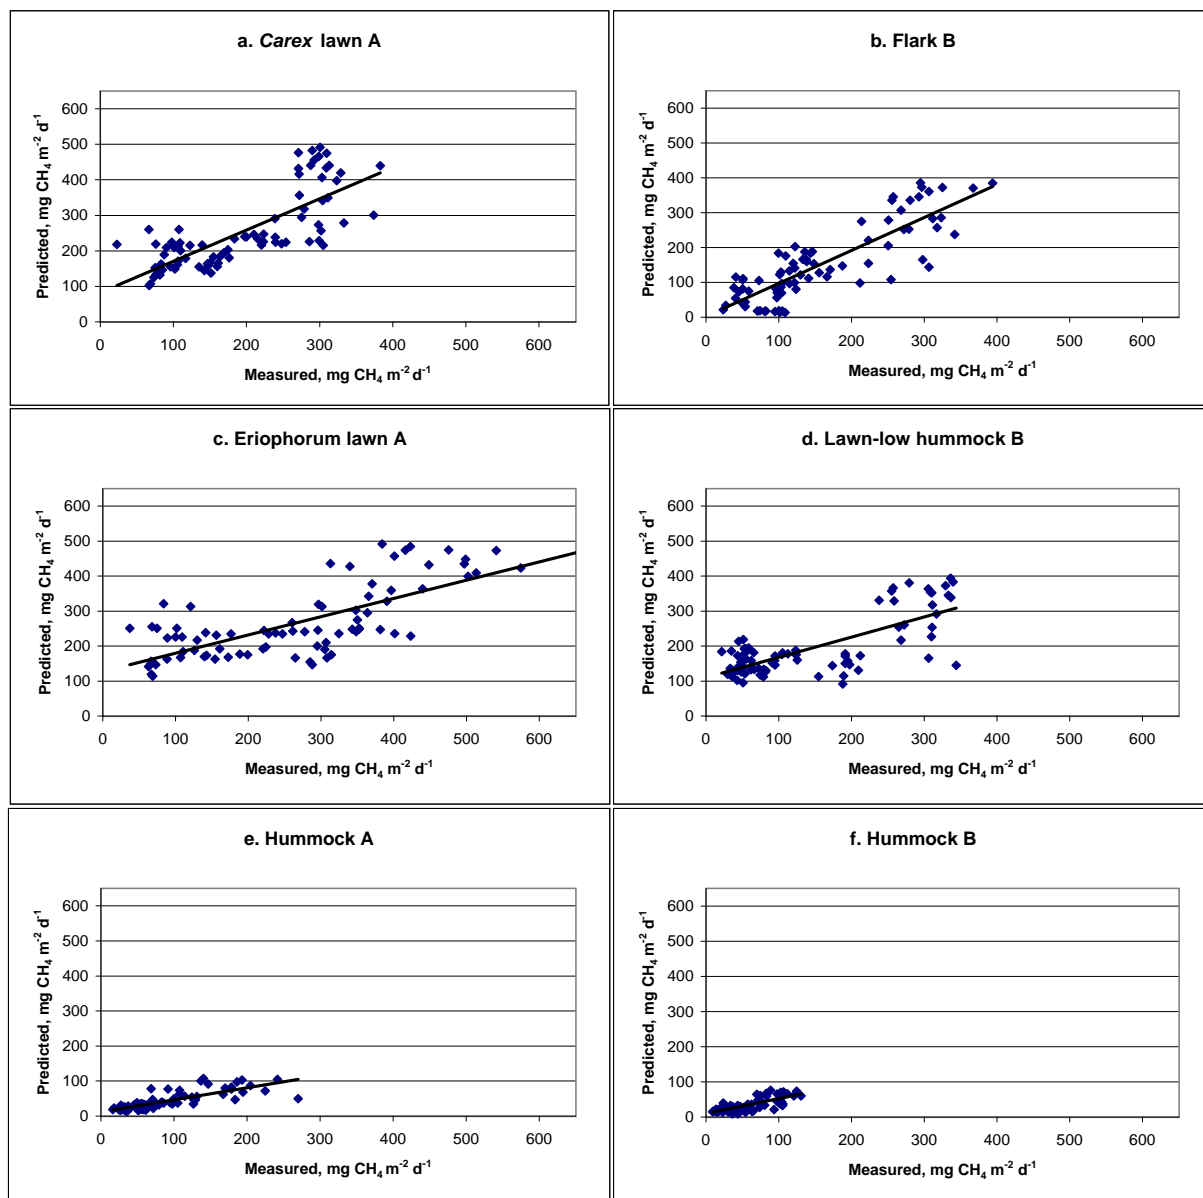 a. Carex lawn A
Predicted, mg CH₄ m⁻² d⁻¹
600
500
400
300
200
100
0
0 100 200 300 400 500 600
Measured, mg CH₄ m⁻² d⁻¹
b. Flark B
Predicted, mg CH₄ m⁻² d⁻¹
600
500
400
300
200
100
0
0 100 200 300 400 500 600
Measured, mg CH₄ m⁻² d⁻¹
c. Eriophorum lawn A
Predicted, mg CH₄ m⁻² d⁻¹
600
500
400
300
200
100
0
0 100 200 300 400 500 600
Measured, mg CH₄ m⁻² d⁻¹
d. Lawn-low hummock B
Predicted, mg CH₄ m⁻² d⁻¹
600
500
400
300
200
100
0
0 100 200 300 400 500 600
Measured, mg CH₄ m⁻² d⁻¹
e. Hummock A
Predicted, mg CH₄ m⁻² d⁻¹
600
500
400
300
200
100
0
0 100 200 300 400 500 600
Measured, mg CH₄ m⁻² d⁻¹
f. Hummock B
Predicted, mg CH₄ m⁻² d⁻¹
600
500
400
300
200
100
0
0 100 200 300 400 500 600
Measured, mg CH₄ m⁻² d⁻¹